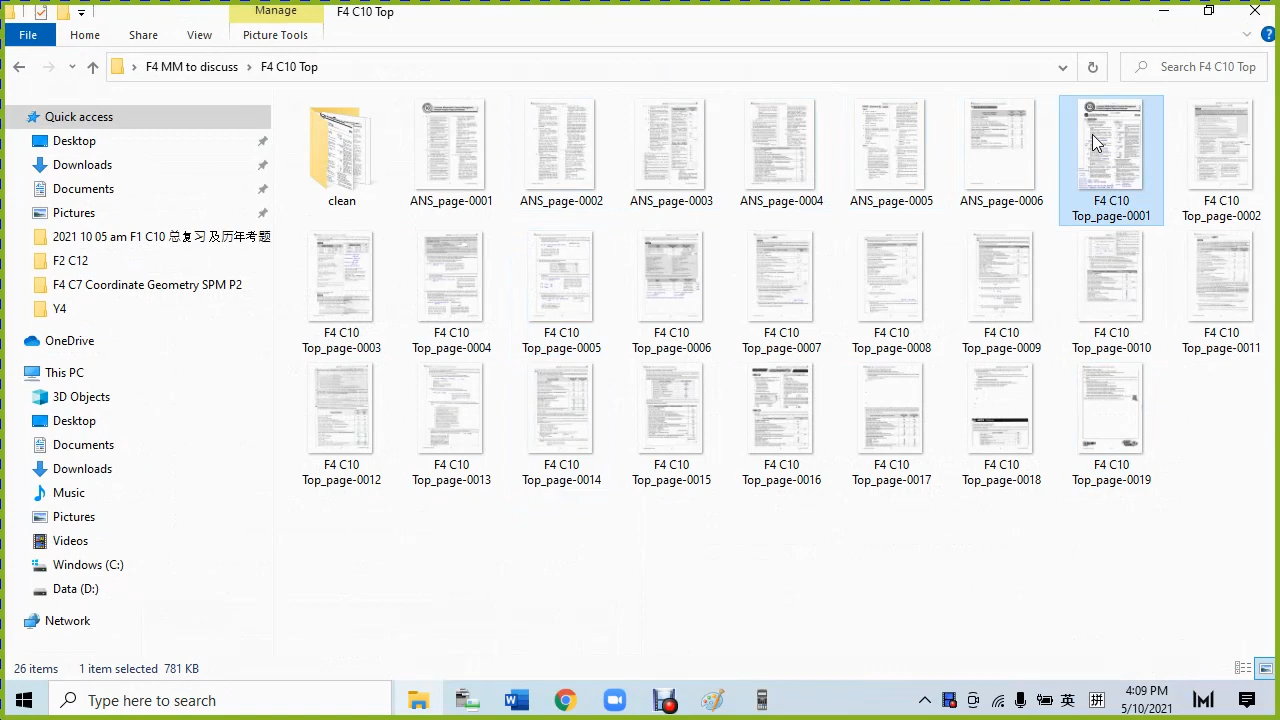 Manage
F4 C10 Top
File
Home
Share
View
Picture Tools
F4 MM to discuss
F4 C10 Top
Search F4 C10 Top
Quick access
Desktop
Downloads
Documents
Pictures
2021 10 05 am F1 C10 总复习 及历年考题
F2 C12
F4 C7 Coordinate Geometry SPM P2
V4
OneDrive
This PC
3D Objects
Desktop
Documents
Downloads
Music
Pictures
Videos
Windows (C:)
Data (D:)
Network
clean
ANS_page-0001
ANS_page-0002
ANS_page-0003
ANS_page-0004
ANS_page-0005
ANS_page-0006
F4 C10 Top_page-0001
F4 C10 Top_page-0002
F4 C10 Top_page-0003
F4 C10 Top_page-0004
F4 C10 Top_page-0005
F4 C10 Top_page-0006
F4 C10 Top_page-0007
F4 C10 Top_page-0008
F4 C10 Top_page-0009
F4 C10 Top_page-0010
F4 C10 Top_page-0011
F4 C10 Top_page-0012
F4 C10 Top_page-0013
F4 C10 Top_page-0014
F4 C10 Top_page-0015
F4 C10 Top_page-0016
F4 C10 Top_page-0017
F4 C10 Top_page-0018
F4 C10 Top_page-0019
26 items
1 item selected 781 KB
Type here to search
英
拼
4:09 PM
5/10/2021